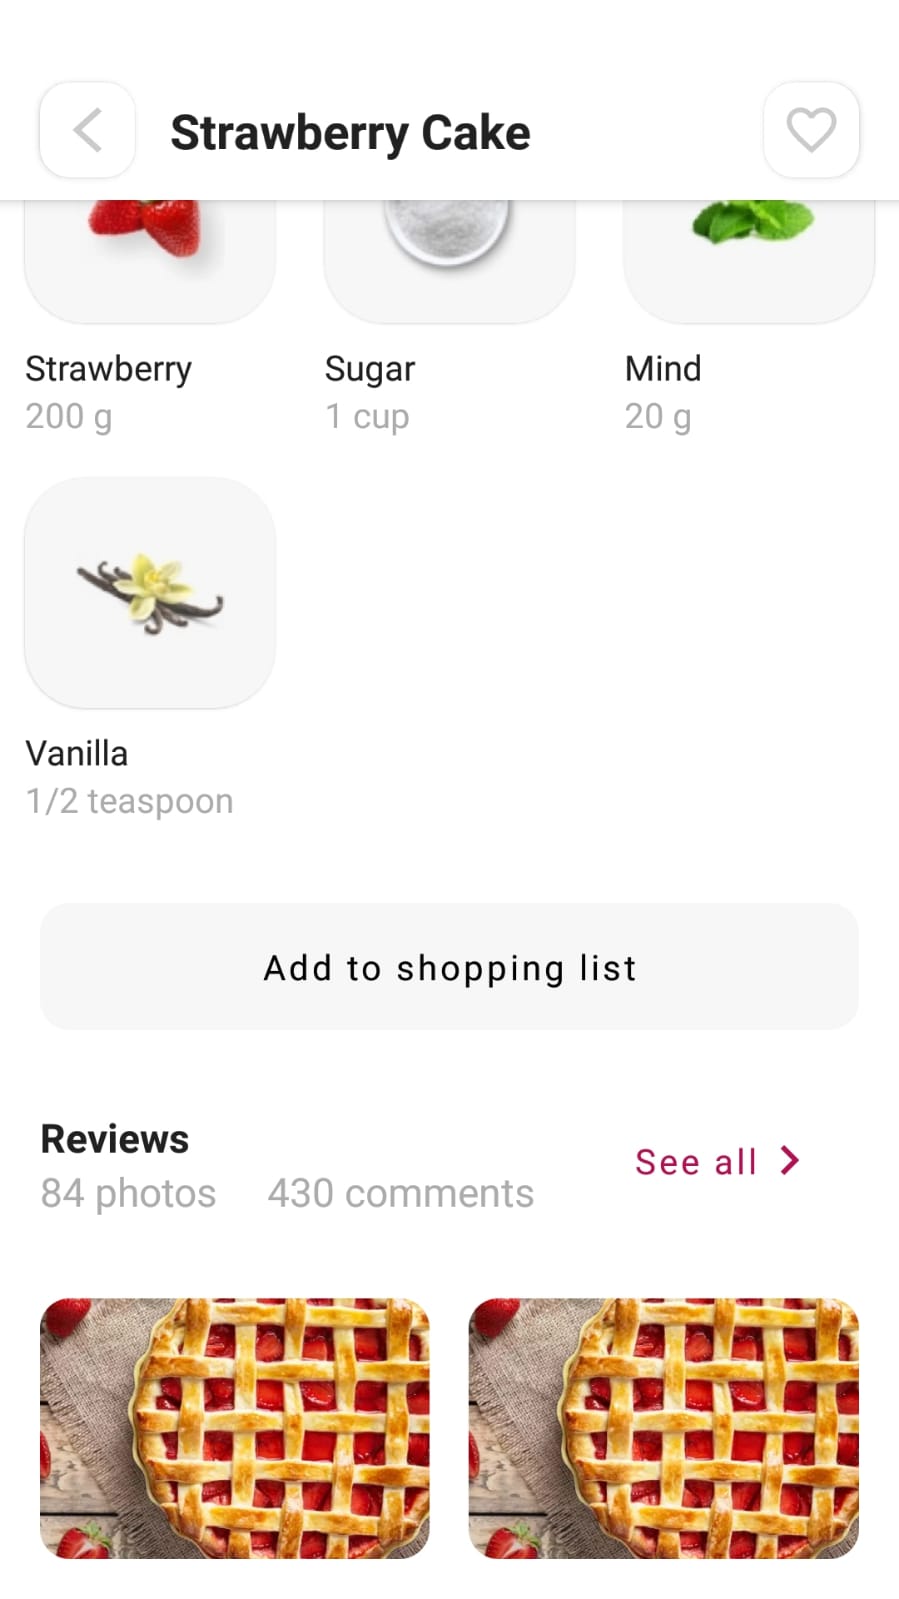 Strawberry Cake
Strawberry
200 g
Sugar
1 cup
Mind
20 g
Vanilla
1/2 teaspoon
Add to shopping list
Reviews
84 photos 430 comments
See all